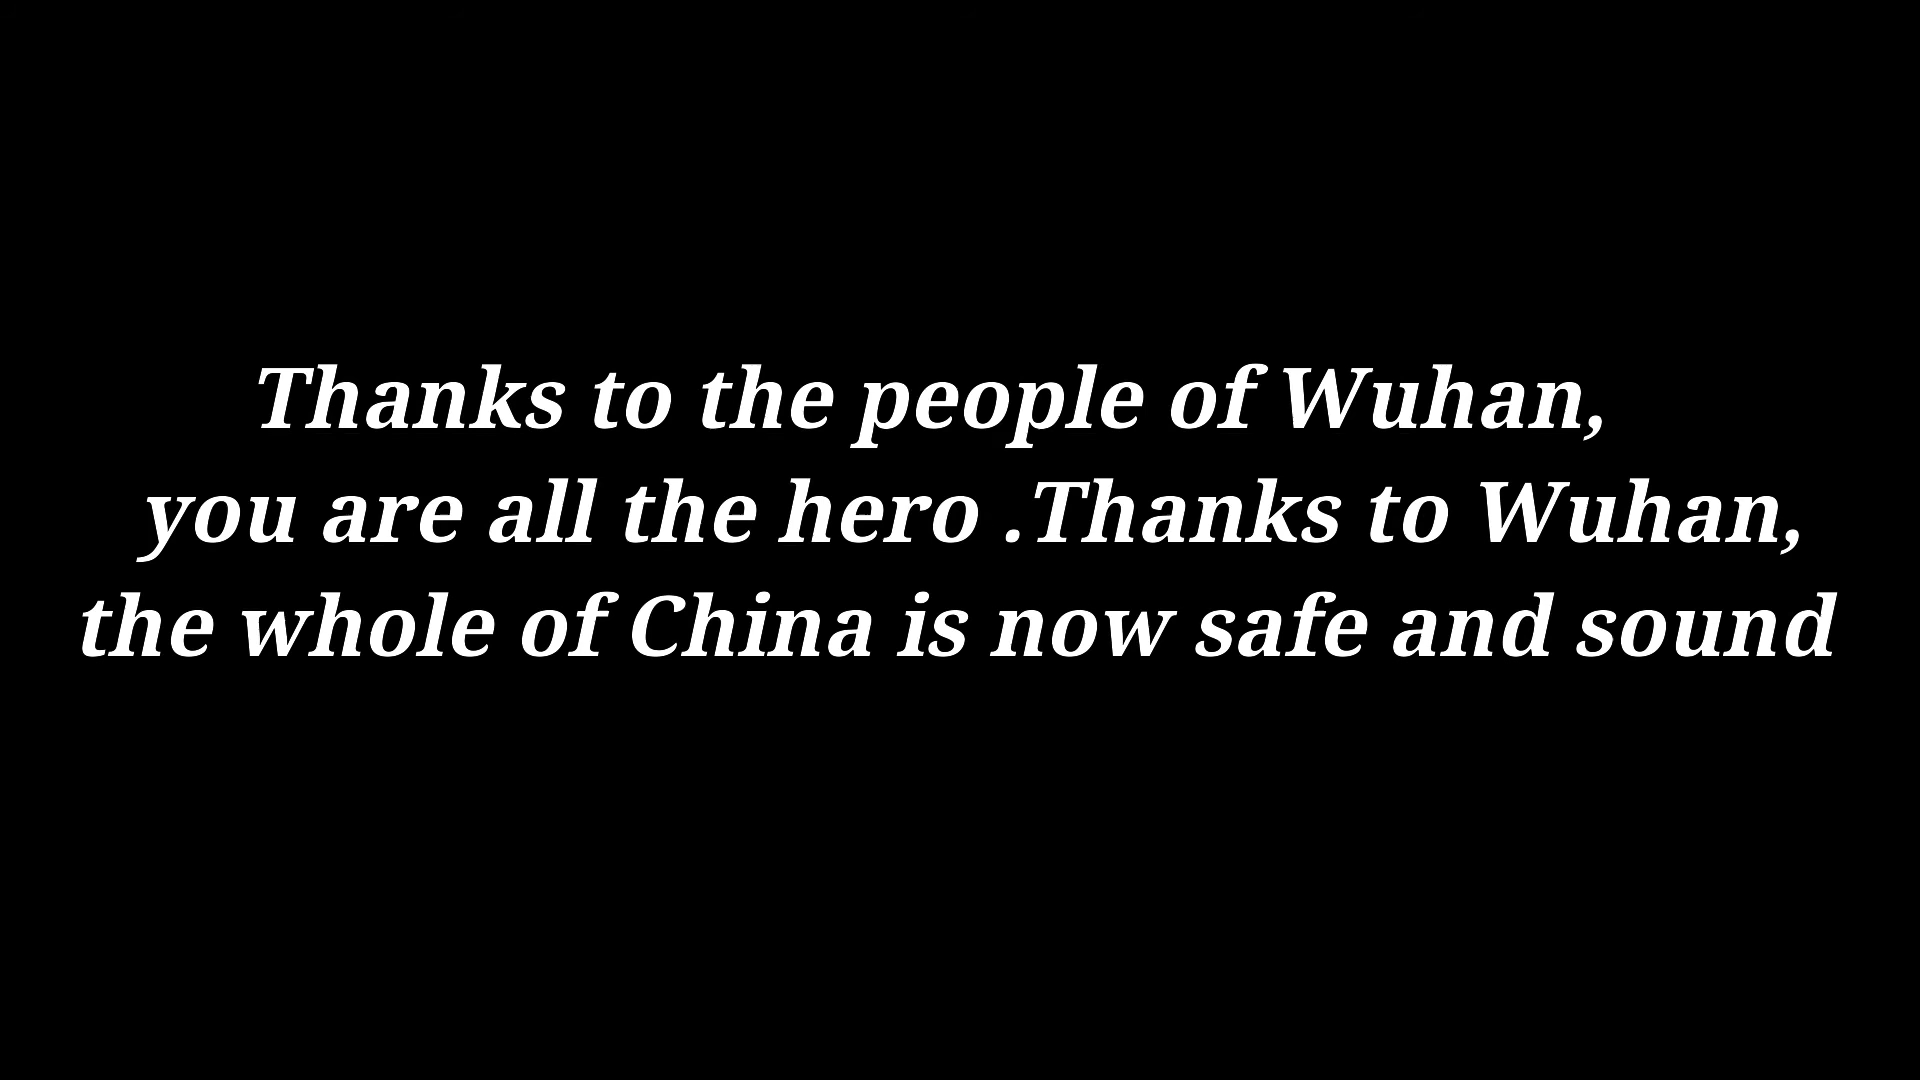 Thanks to the people of Wuhan,
you are all the hero .Thanks to Wuhan,
the whole of China is now safe and sound